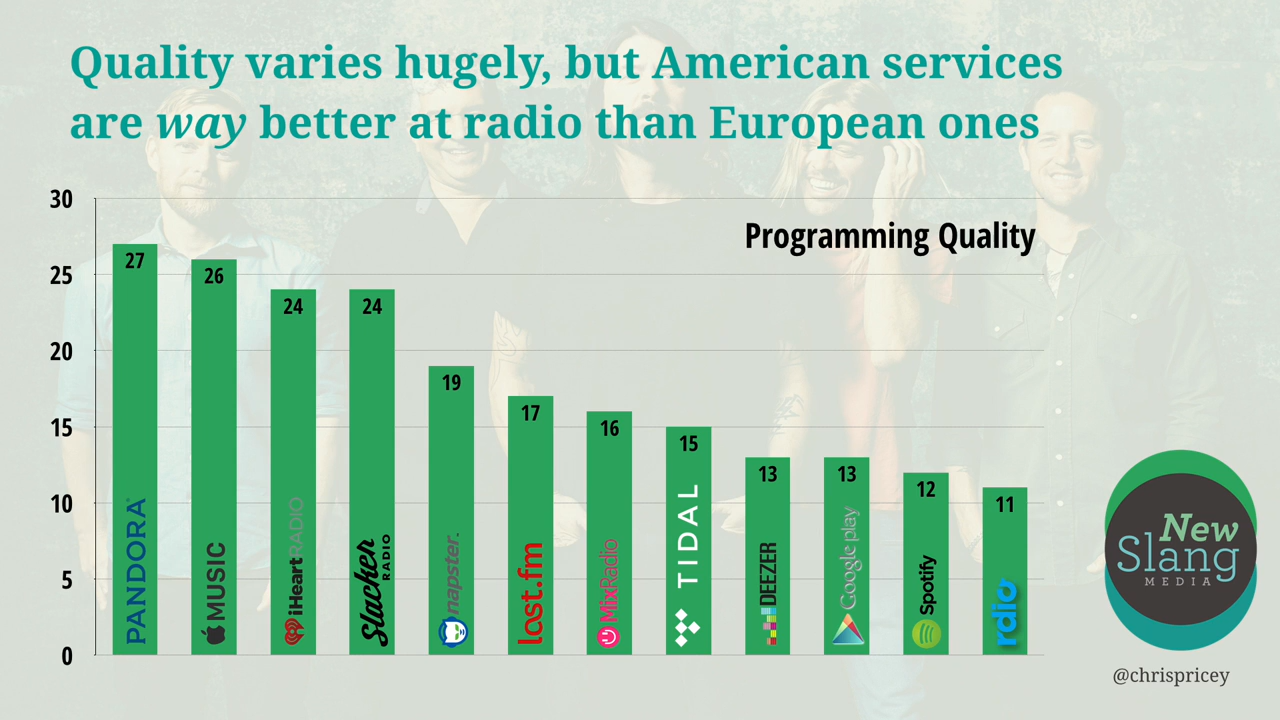 Quality varies hugely, but American services
are way better at radio than European ones
Programming Quality
30
25
20
15
10
5
0
27
26
24
24
19
17
16
15
13
13
12
11
PANDORA
MUSIC
iHeartRADIO
Slacker
RADIO
napster.
lost.fm
MixRadio
TIDAL
DEEZER
Google play
Spotify
rdio
New
Slang
MEDIA
@chrispricey